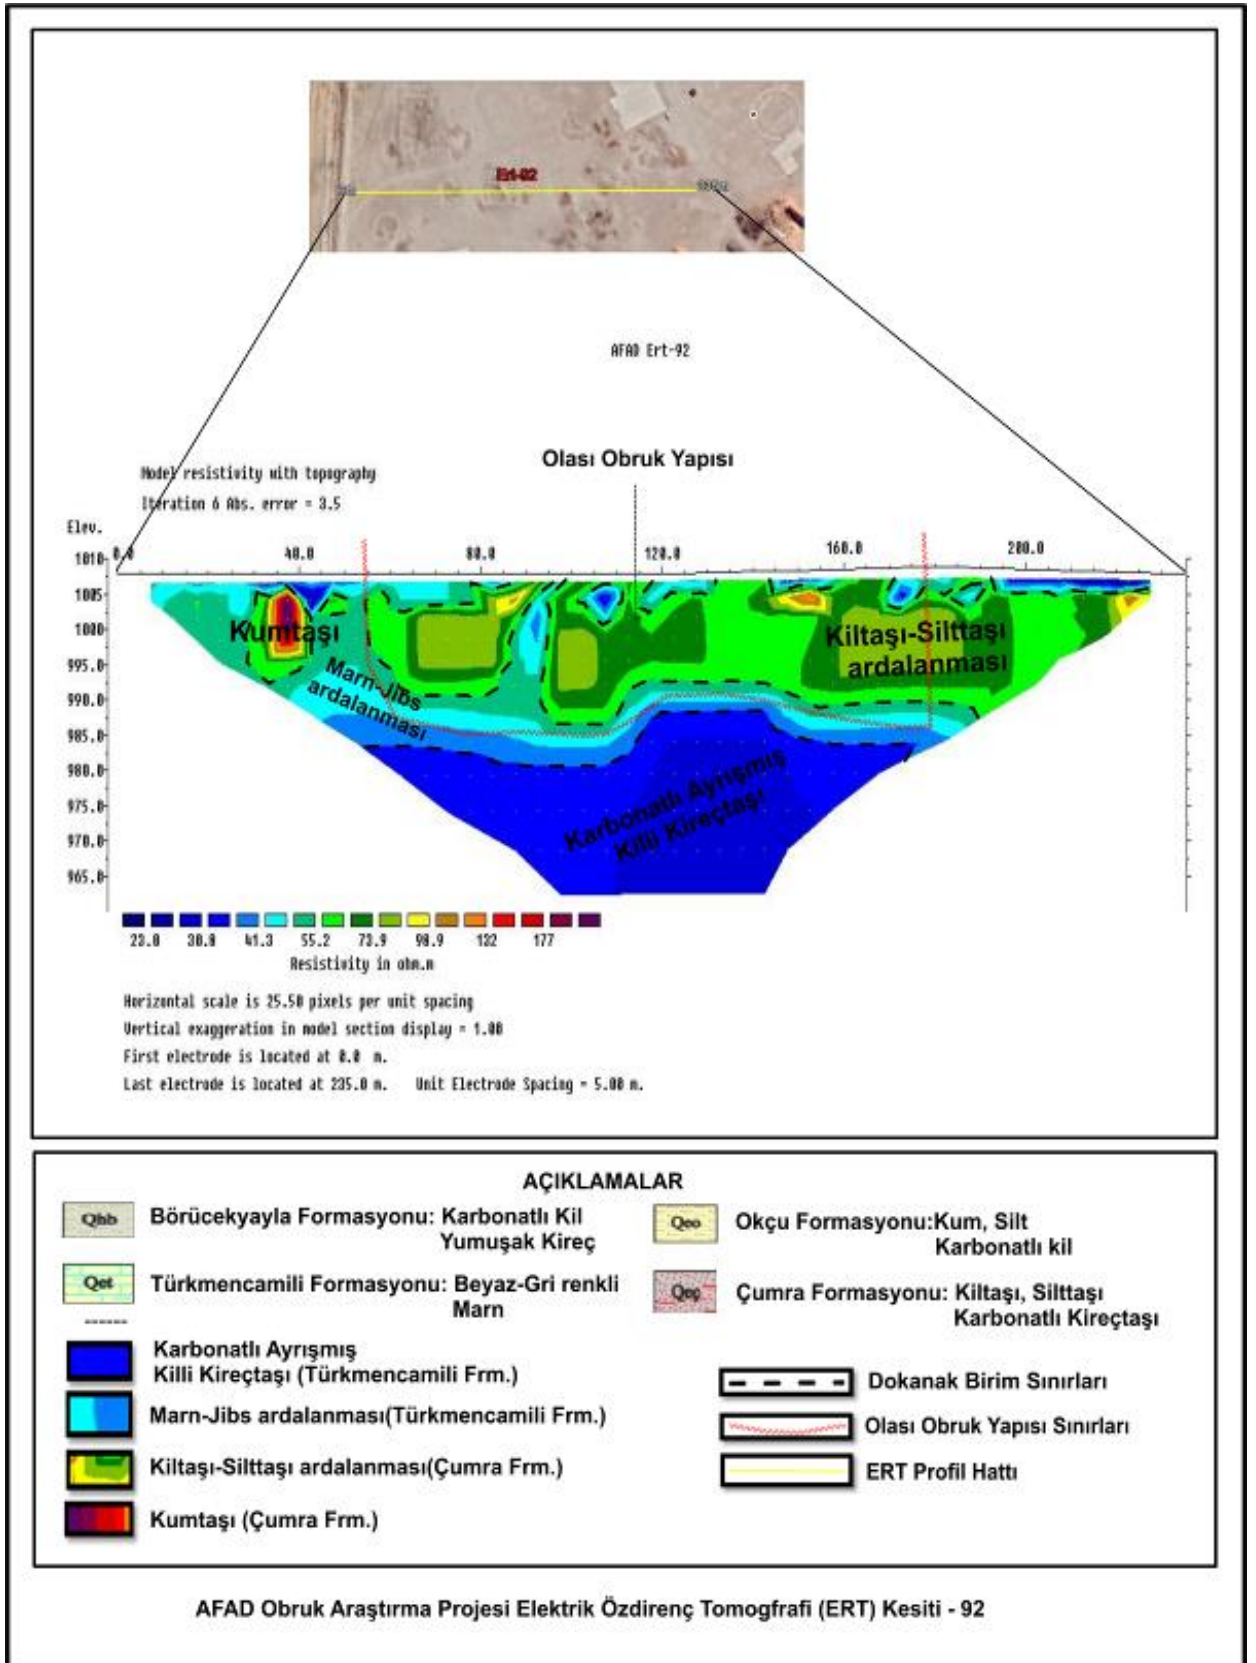 Ert-92
AFAD Ert-92
Olası Obruk Yapısı
Model resistivity with topography
Iteration 6 Abs. error = 3.5
Elev.
0.0 40.0 80.0 120.0 160.0 200.0
1010
1005
1000
995.0
990.0
985.0
980.0
975.0
970.0
965.0
Kumtaşı
Marn-Jibs
ardalanması
Kiltaşı-Silttaşı
ardalanması
Karbonatlı Ayrışmış
Killi Kireçtaşı
23.0 30.8 41.3 55.2 73.9 98.9 132 177
Resistivity in ohm.m
Horizontal scale is 25.50 pixels per unit spacing
Vertical exaggeration in model section display = 1.00
First electrode is located at 0.0 m.
Last electrode is located at 235.0 m. Unit Electrode Spacing = 5.00 m.
AÇIKLAMALAR
Qhb Börücekyayla Formasyonu: Karbonatlı Kil
Yumuşak Kireç
Qet Türkmencamili Formasyonu: Beyaz-Gri renkli
Marn
Karbonatlı Ayrışmış
Killi Kireçtaşı (Türkmencamili Frm.)
Marn-Jibs ardalanması(Türkmencamili Frm.)
Kiltaşı-Silttaşı ardalanması(Çumra Frm.)
Kumtaşı (Çumra Frm.)
Qeo Okçu Formasyonu:Kum, Silt
Karbonatlı kil
Qeç Çumra Formasyonu: Kiltaşı, Silttaşı
Karbonatlı Kireçtaşı
Dokanak Birim Sınırları
Olası Obruk Yapısı Sınırları
ERT Profil Hattı
AFAD Obruk Araştırma Projesi Elektrik Özdirenç Tomogfrafi (ERT) Kesiti - 92